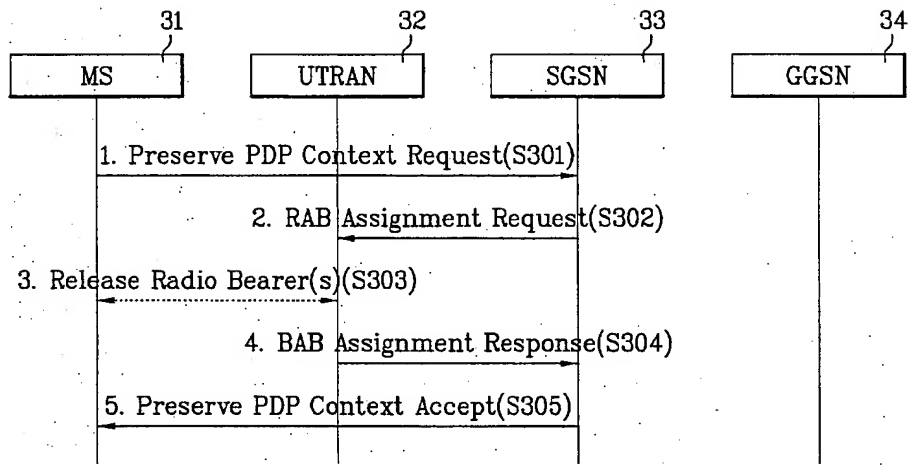 31 32 33 34
MS UTRAN SGSN GGSN
1. Preserve PDP Context Request(S301)
2. RAB Assignment Request(S302)
3. Release Radio Bearer(s)(S303)
4. BAB Assignment Response(S304)
5. Preserve PDP Context Accept(S305)